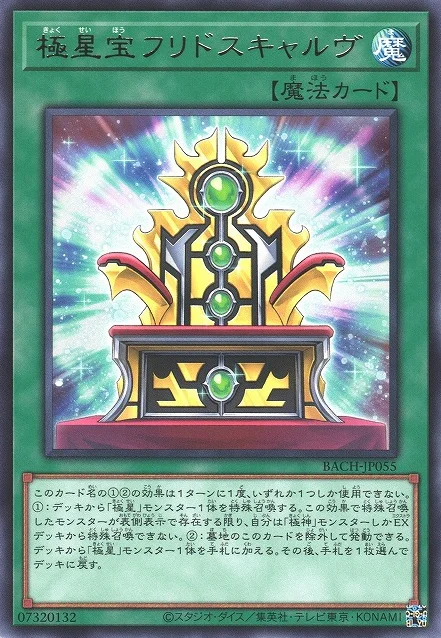 極星宝フリドスキャルヴ
魔
【魔法カード】
BACH-JP055
このカード名の①②の効果は1ターンに1度、いずれか1つしか使用できない。
①：デッキから「極星」モンスター1体を特殊召喚する。この効果で特殊召喚
したモンスターが表側表示で存在する限り、自分は「極神」モンスターしかEX
デッキから特殊召喚できない。②：墓地のこのカードを除外して発動できる。
デッキから「極星」モンスター1体を手札に加える。その後、手札を1枚選んで
デッキに戻す。
07320132
©スタジオ・ダイス／集英社・テレビ東京・KONAMI